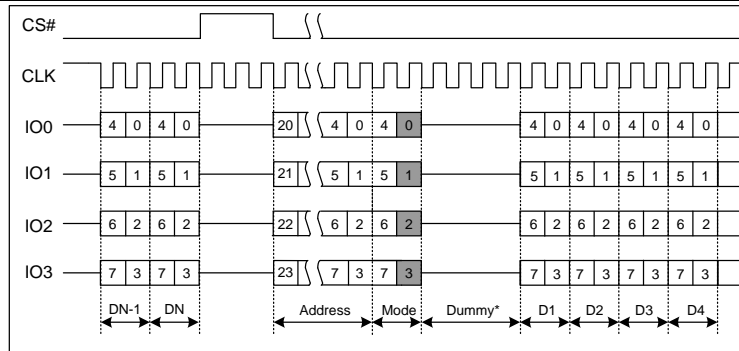 CS#
CLK
IO0 4 0 4 0 20 4 0 4 0 4 0 4 0 4 0 4 0
IO1 5 1 5 1 21 5 1 5 1 5 1 5 1 5 1 5 1
IO2 6 2 6 2 22 6 2 6 2 6 2 6 2 6 2 6 2
IO3 7 3 7 3 23 7 3 7 3 7 3 7 3 7 3 7 3
DN-1 DN Address Mode Dummy* D1 D2 D3 D4